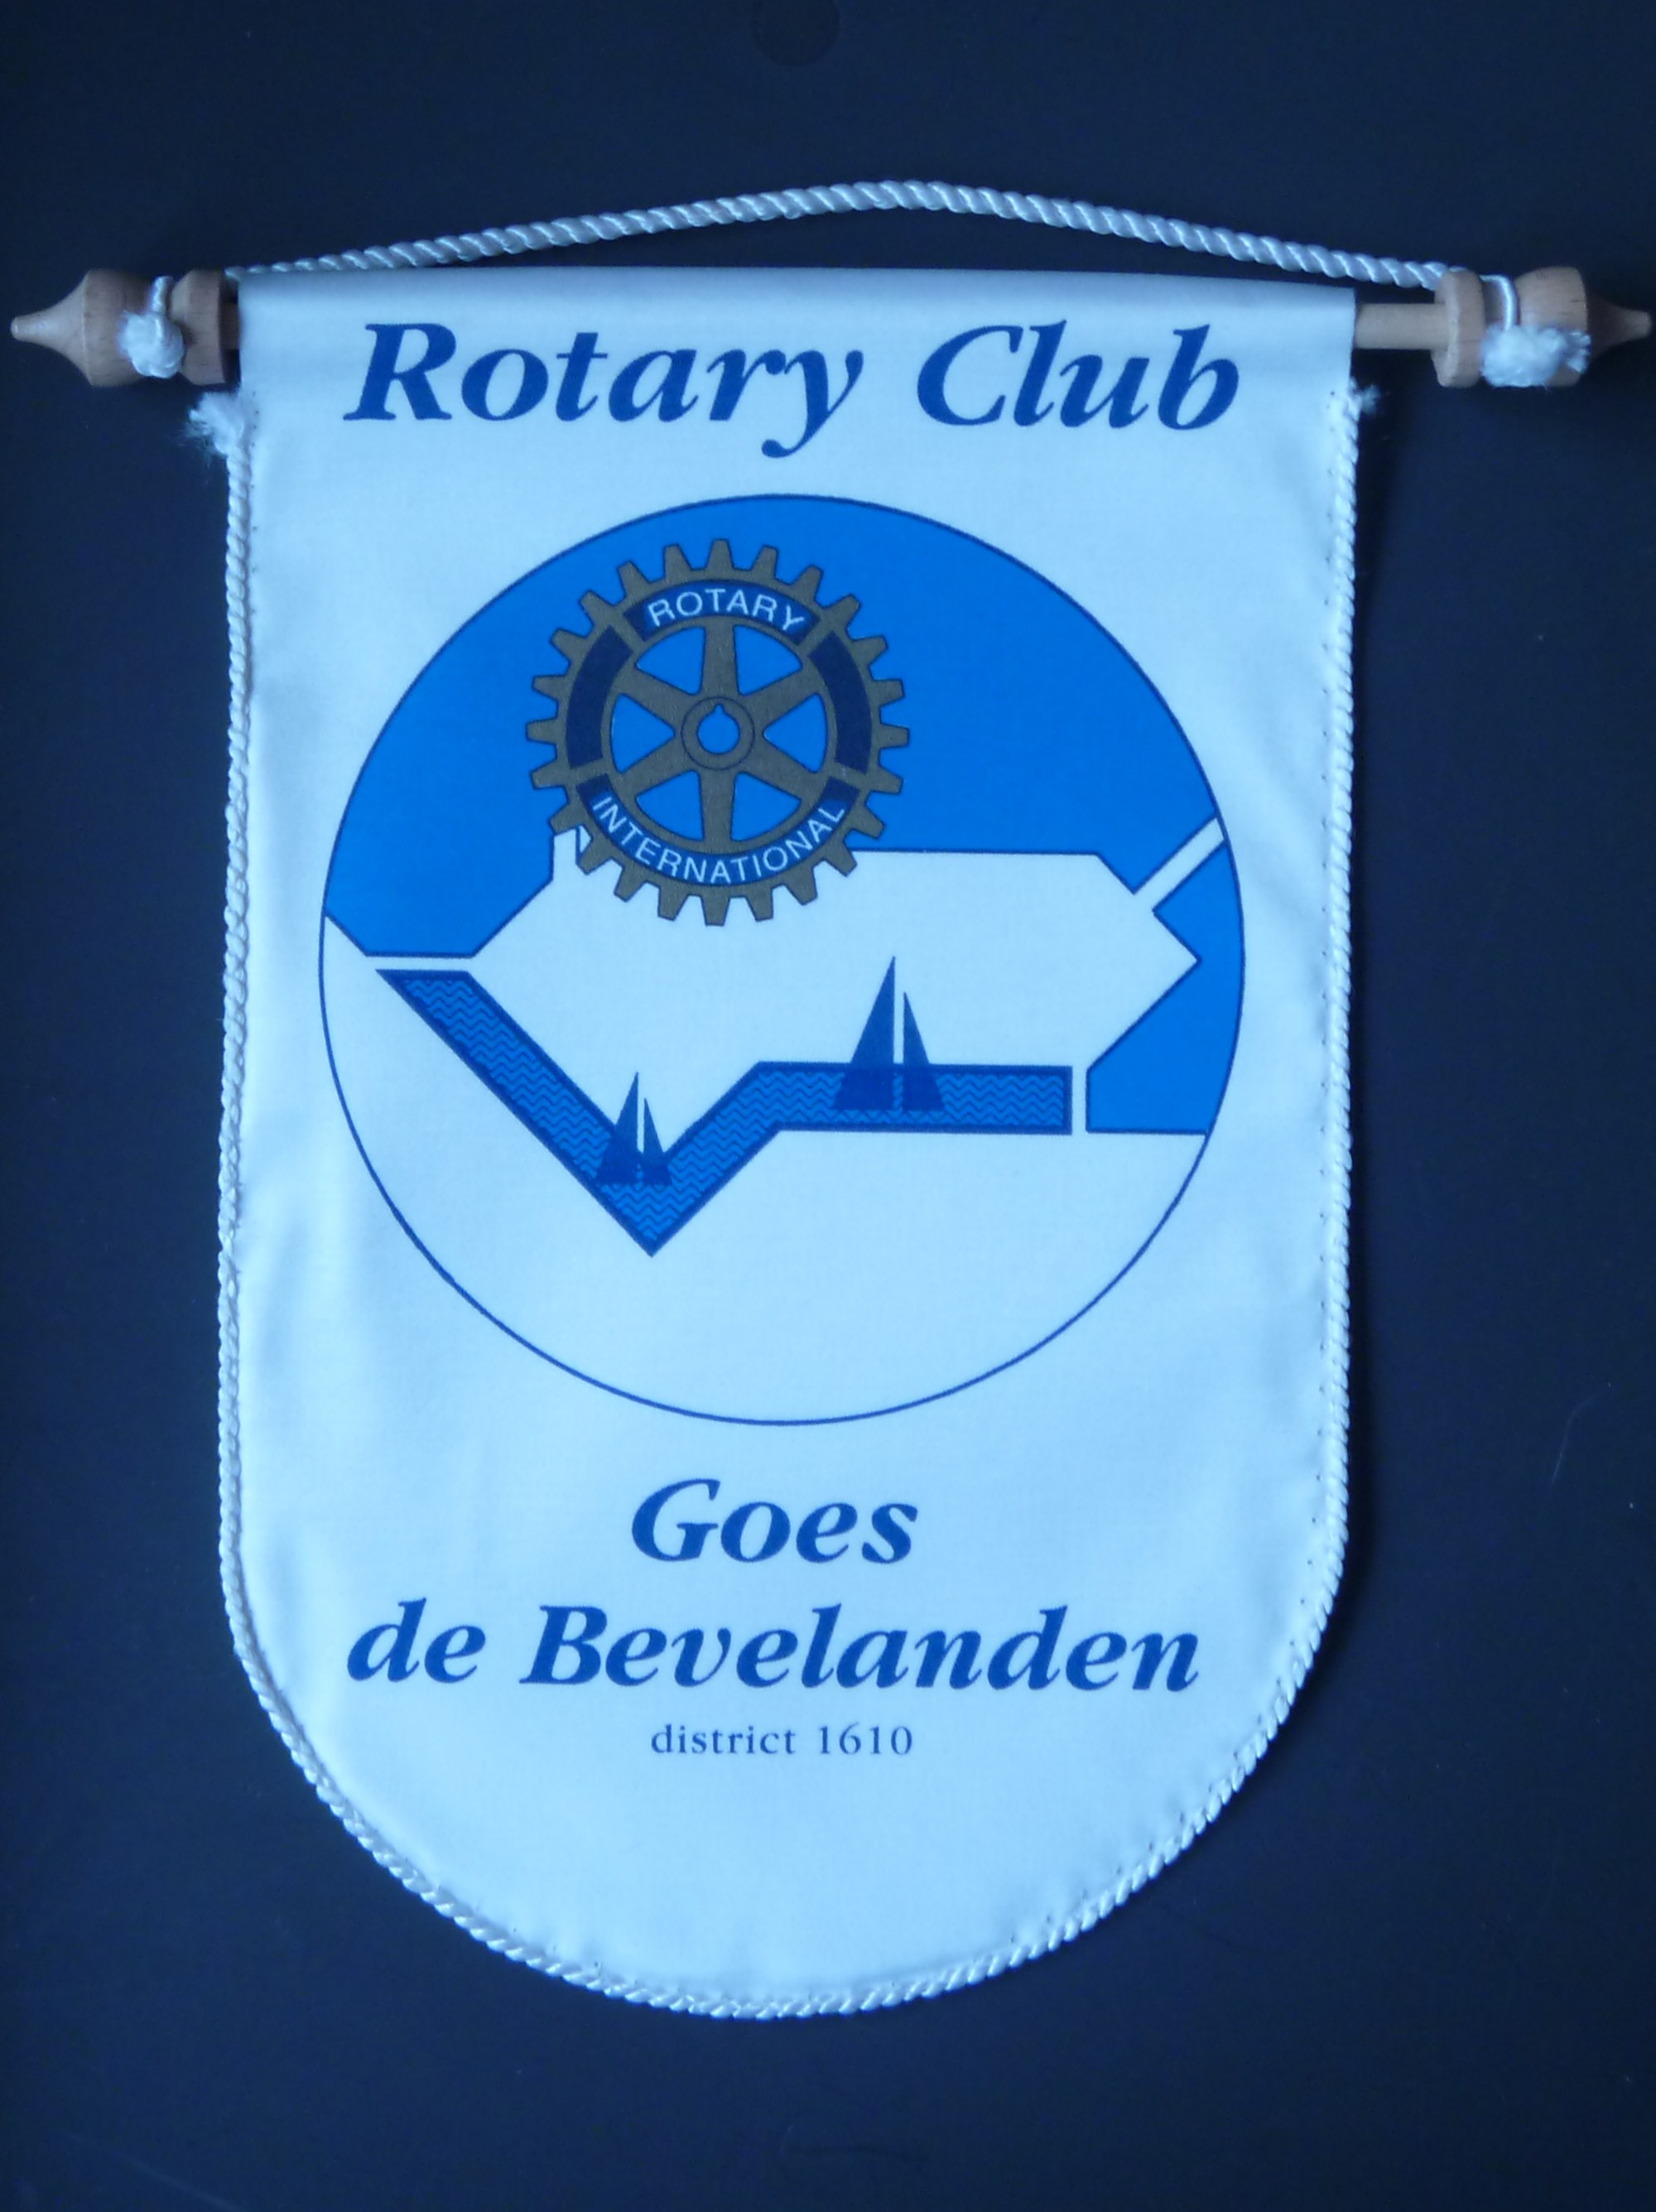 Rotary Club
ROTARY
INTERNATIONAL
Goes
de Bevelanden
district 1610